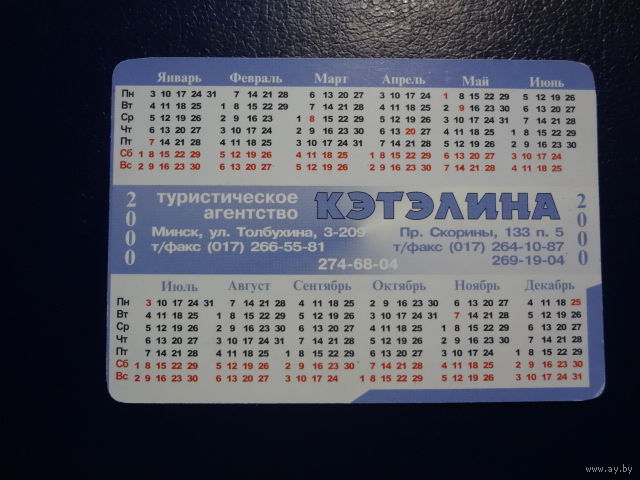 Январь Февраль Март Апрель Май Июнь
Пн 3 10 17 24 31 7 14 21 28 6 13 20 27 3 10 17 24 1 8 15 22 29 5 12 19 26
Вт 4 11 18 25 1 8 15 22 29 7 14 21 28 4 11 18 25 2 9 16 23 30 6 13 20 27
Ср 5 12 19 26 2 9 16 23 1 8 15 22 29 5 12 19 26 3 10 17 24 31 7 14 21 28
Чт 6 13 20 27 3 10 17 24 2 9 16 23 30 6 13 20 27 4 11 18 25 1 8 15 22 29
Пт 7 14 21 28 4 11 18 25 3 10 17 24 31 7 14 21 28 5 12 19 26 2 9 16 23 30
Сб 1 8 15 22 29 5 12 19 26 4 11 18 25 1 8 15 22 29 6 13 20 27 3 10 17 24
Вс 2 9 16 23 30 6 13 20 27 5 12 19 26 2 9 16 23 30 7 14 21 28 4 11 18 25
2000 туристическое КЭТЭЛИНА 2000
агентство
Минск, ул. Толбухина, 3-209 Пр. Скорины, 133 п. 5
т/факс (017) 266-55-81 т/факс (017) 264-10-87
274-68-04 269-19-04
Июль Август Сентябрь Октябрь Ноябрь Декабрь
Пн 3 10 17 24 31 7 14 21 28 4 11 18 25 2 9 16 23 30 6 13 20 27 4 11 18 25
Вт 4 11 18 25 1 8 15 22 29 5 12 19 26 3 10 17 24 31 7 14 21 28 5 12 19 26
Ср 5 12 19 26 2 9 16 23 30 6 13 20 27 4 11 18 25 1 8 15 22 29 6 13 20 27
Чт 6 13 20 27 3 10 17 24 31 7 14 21 28 5 12 19 26 2 9 16 23 30 7 14 21 28
Пт 7 14 21 28 4 11 18 25 1 8 15 22 29 6 13 20 27 3 10 17 24 1 8 15 22 29
Сб 1 8 15 22 29 5 12 19 26 2 9 16 23 30 7 14 21 28 4 11 18 25 2 9 16 23 30
Вс 2 9 16 23 30 6 13 20 27 3 10 17 24 1 8 15 22 29 5 12 19 26 3 10 17 24 31
www.ay.by